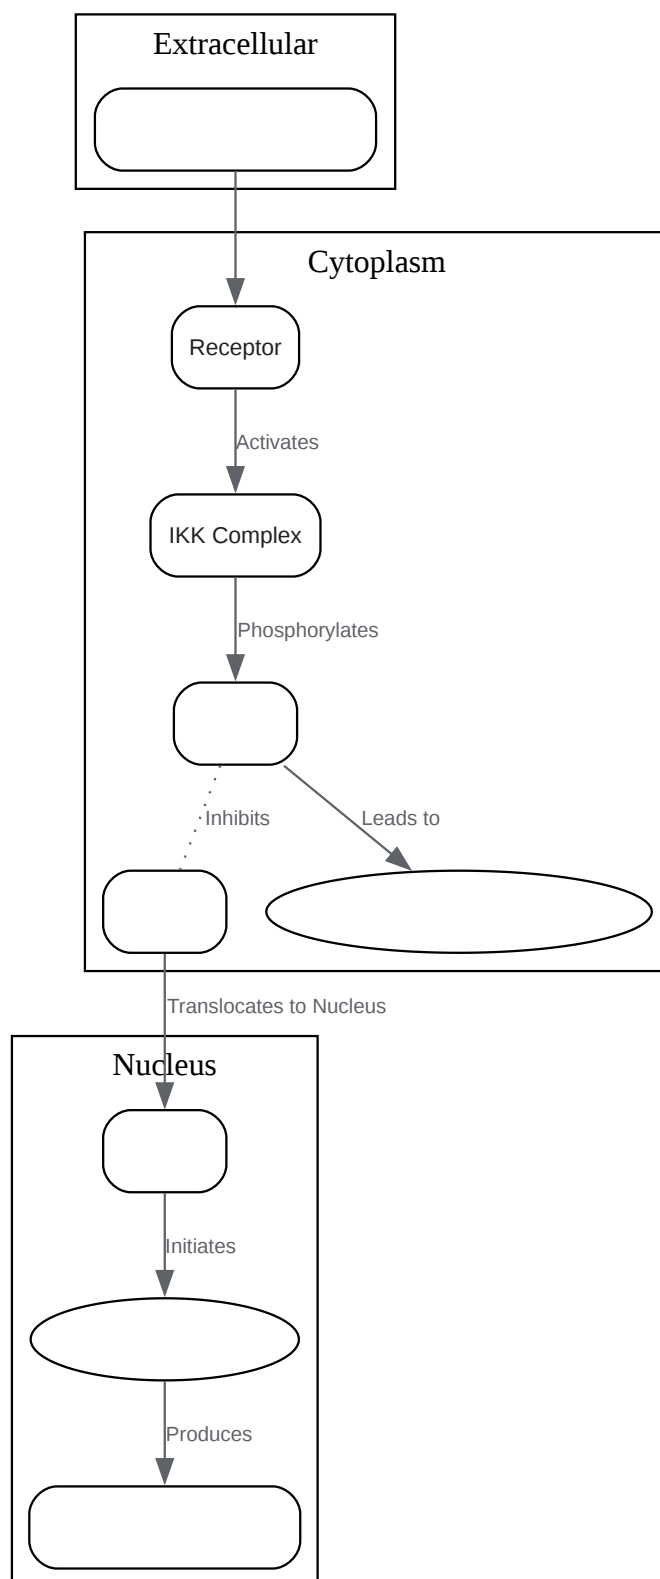 Extracellular
Cytoplasm
Receptor
Activates
IKK Complex
Phosphorylates
Inhibits
Leads to
Translocates to Nucleus
Nucleus
Initiates
Produces